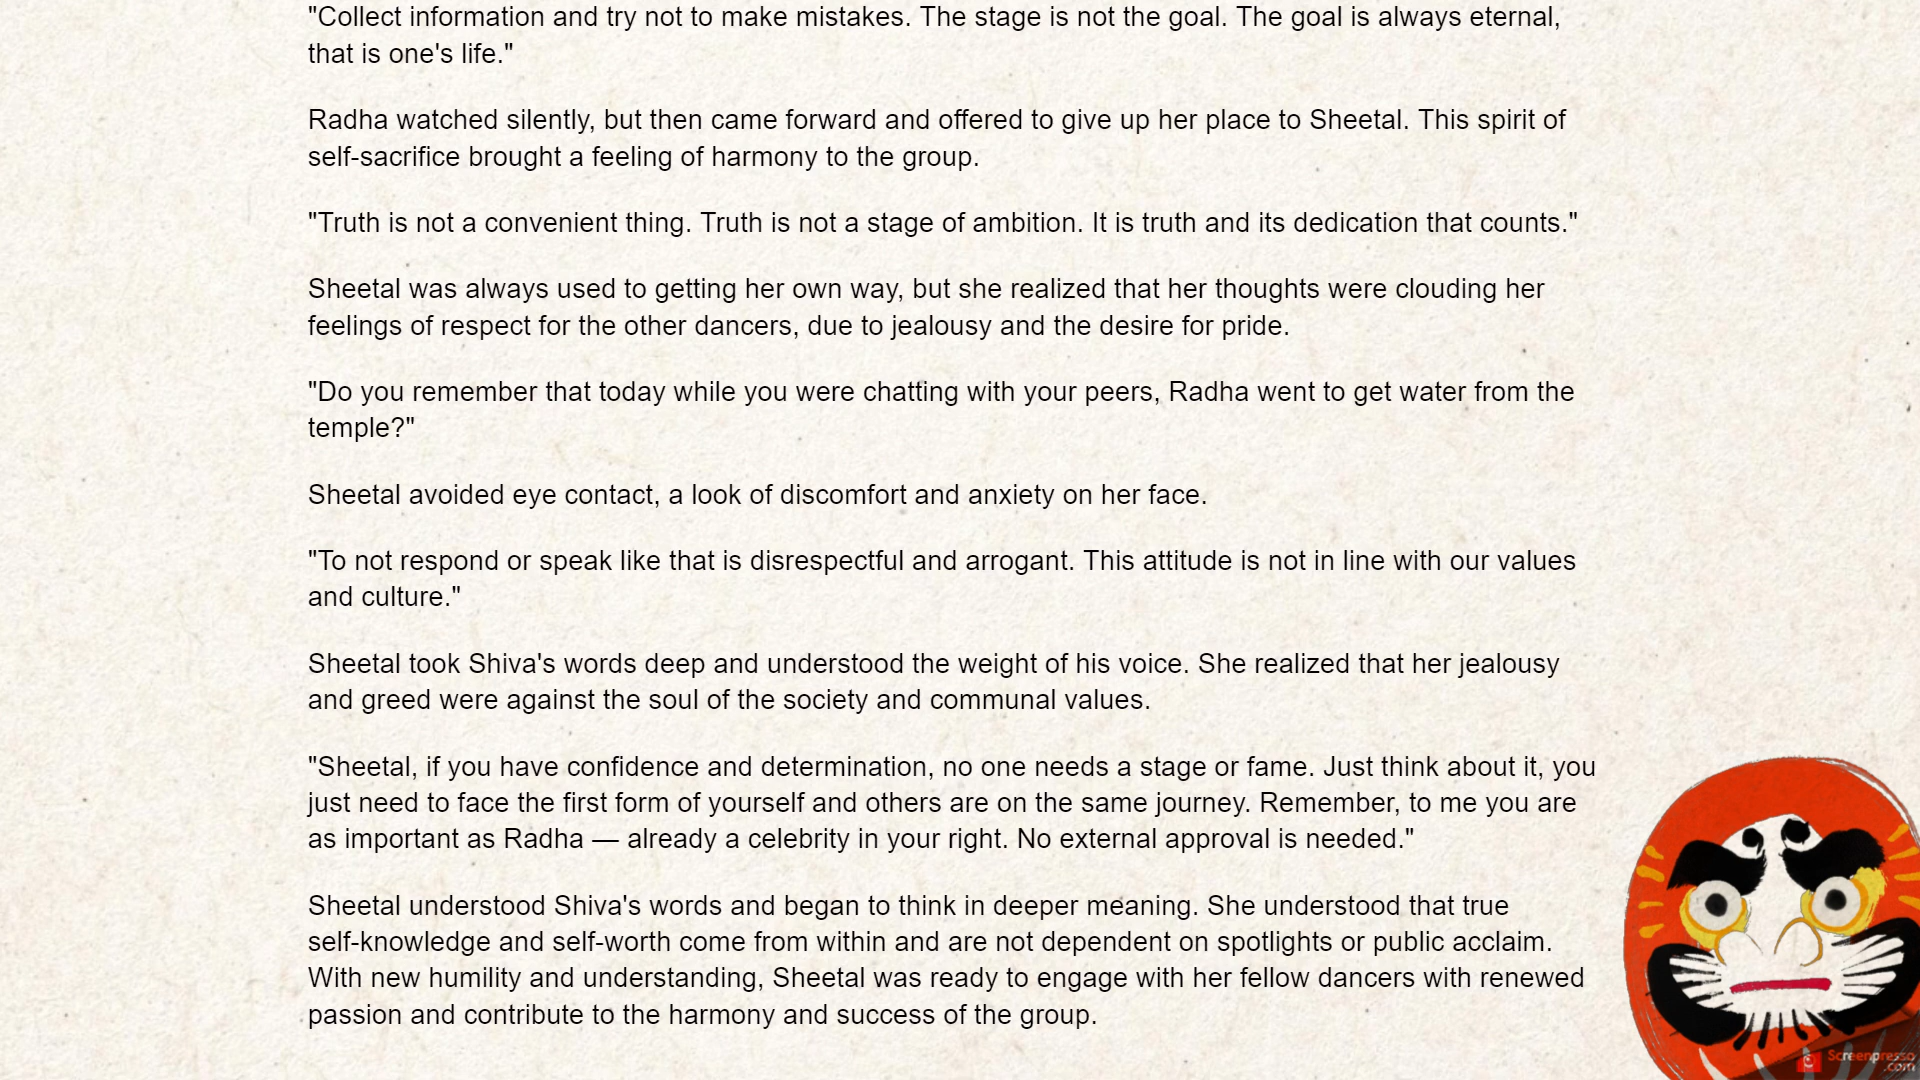 "Collect information and try not to make mistakes. The stage is not the goal. The goal is always eternal,
that is one's life."
Radha watched silently, but then came forward and offered to give up her place to Sheetal. This spirit of
self-sacrifice brought a feeling of harmony to the group.
"Truth is not a convenient thing. Truth is not a stage of ambition. It is truth and its dedication that counts."
Sheetal was always used to getting her own way, but she realized that her thoughts were clouding her
feelings of respect for the other dancers, due to jealousy and the desire for pride.
"Do you remember that today while you were chatting with your peers, Radha went to get water from the
temple?"
Sheetal avoided eye contact, a look of discomfort and anxiety on her face.
"To not respond or speak like that is disrespectful and arrogant. This attitude is not in line with our values
and culture."
Sheetal took Shiva's words deep and understood the weight of his voice. She realized that her jealousy
and greed were against the soul of the society and communal values.
"Sheetal, if you have confidence and determination, no one needs a stage or fame. Just think about it, you
just need to face the first form of yourself and others are on the same journey. Remember, to me you are
as important as Radha — already a celebrity in your right. No external approval is needed."
Sheetal understood Shiva's words and began to think in deeper meaning. She understood that true
self-knowledge and self-worth come from within and are not dependent on spotlights or public acclaim.
With new humility and understanding, Sheetal was ready to engage with her fellow dancers with renewed
passion and contribute to the harmony and success of the group.
Screenpresso
.com